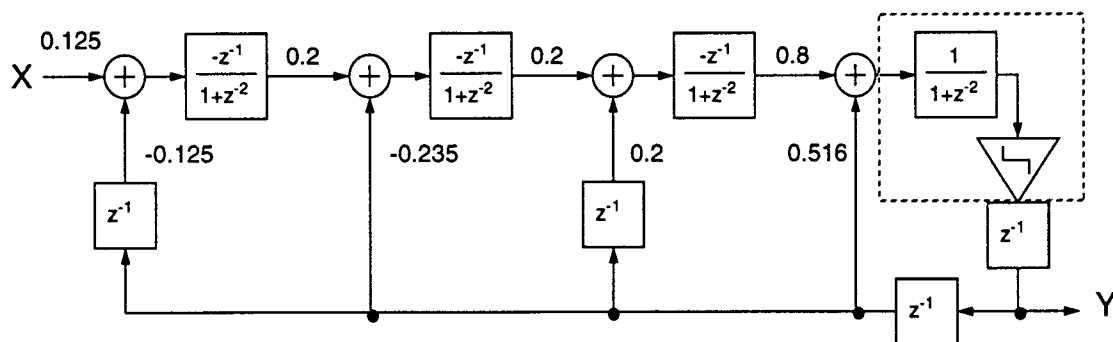 0.125
X
+
-z⁻¹
1+z⁻²
0.2
+
-z⁻¹
1+z⁻²
0.2
+
-z⁻¹
1+z⁻²
0.8
+
1
1+z⁻²
-0.125
-0.235
0.2
0.516
z⁻¹
z⁻¹
z⁻¹
z⁻¹
Y